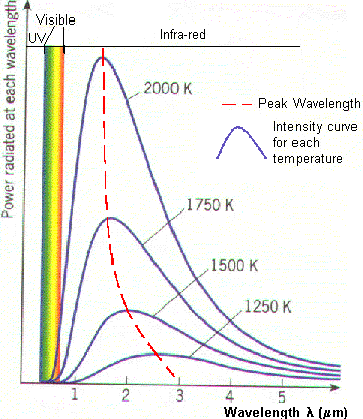 Visible
UV
Infra-red
Power radiated at each wavelength
2000 K
Peak Wavelength
Intensity curve
for each
temperature
1750 K
1500 K
1250 K
1 2 3 4 5
Wavelength λ (μm)